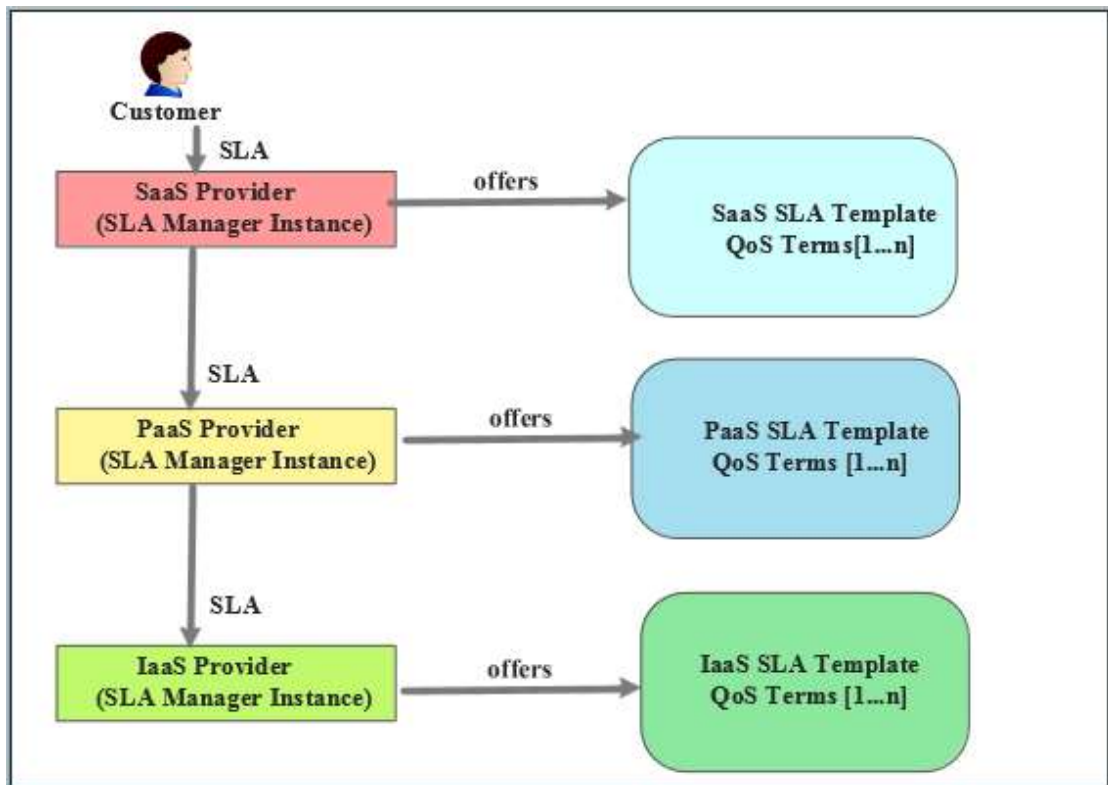 Customer
SLA
SaaS Provider
(SLA Manager Instance)
offers
SaaS SLA Template
QoS Terms[1...n]
SLA
PaaS Provider
(SLA Manager Instance)
offers
PaaS SLA Template
QoS Terms [1...n]
SLA
IaaS Provider
(SLA Manager Instance)
offers
IaaS SLA Template
QoS Terms [1...n]